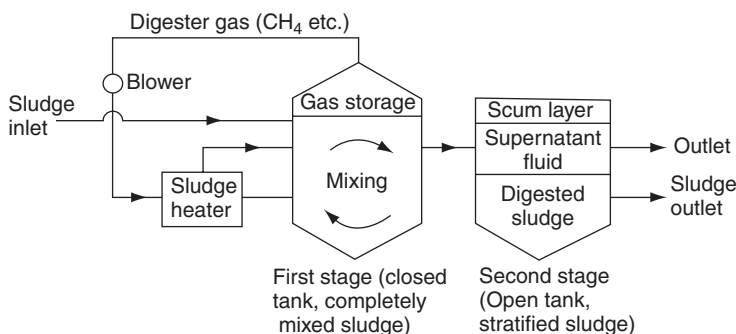 Digester gas (CH₄ etc.)
Blower
Sludge
inlet
Gas storage
Mixing
Sludge
heater
Scum layer
Supernatant
fluid
Digested
sludge
Outlet
Sludge
outlet
First stage (closed
tank, completely
mixed sludge)
Second stage
(Open tank,
stratified sludge)